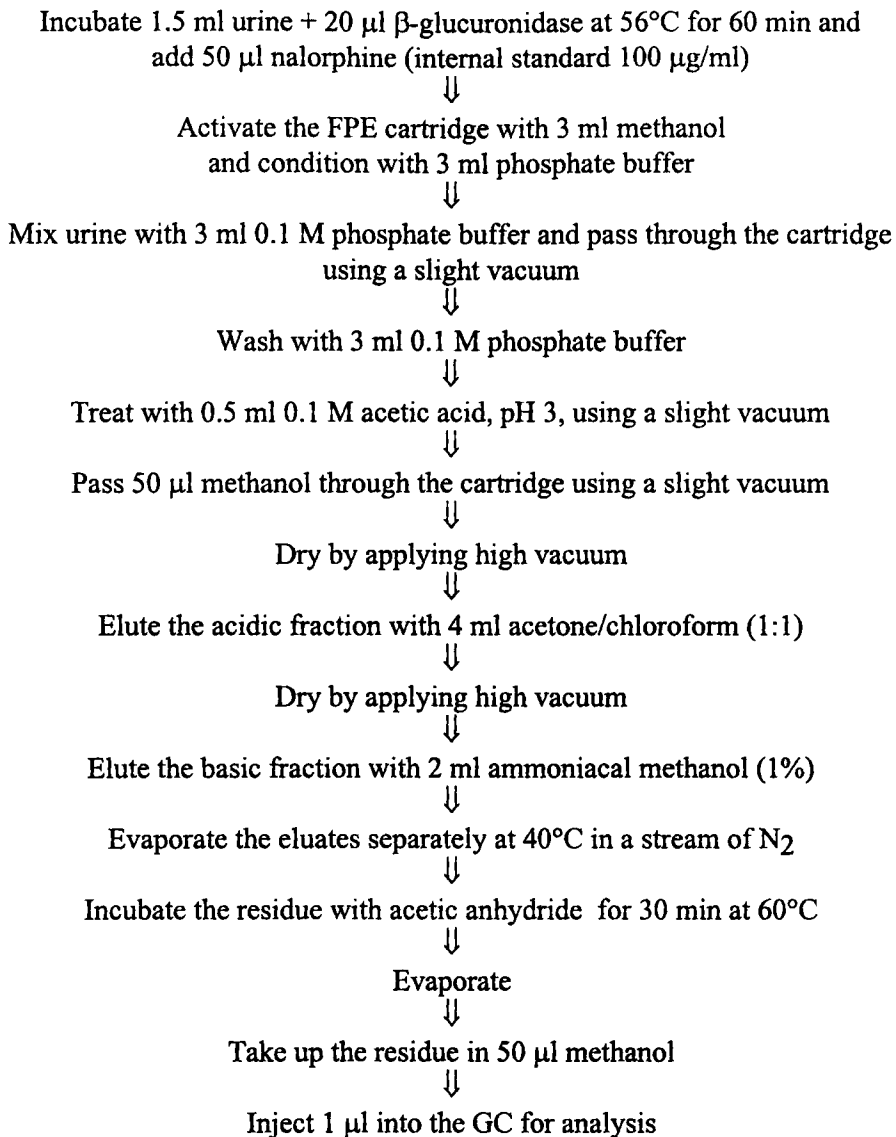 Incubate 1.5 ml urine + 20 µl β-glucuronidase at 56°C for 60 min and
add 50 µl nalorphine (internal standard 100 µg/ml)
⇓
Activate the FPE cartridge with 3 ml methanol
and condition with 3 ml phosphate buffer
⇓
Mix urine with 3 ml 0.1 M phosphate buffer and pass through the cartridge
using a slight vacuum
⇓
Wash with 3 ml 0.1 M phosphate buffer
⇓
Treat with 0.5 ml 0.1 M acetic acid, pH 3, using a slight vacuum
⇓
Pass 50 µl methanol through the cartridge using a slight vacuum
⇓
Dry by applying high vacuum
⇓
Elute the acidic fraction with 4 ml acetone/chloroform (1:1)
⇓
Dry by applying high vacuum
⇓
Elute the basic fraction with 2 ml ammoniacal methanol (1%)
⇓
Evaporate the eluates separately at 40°C in a stream of N2
⇓
Incubate the residue with acetic anhydride for 30 min at 60°C
⇓
Evaporate
⇓
Take up the residue in 50 µl methanol
⇓
Inject 1 µl into the GC for analysis